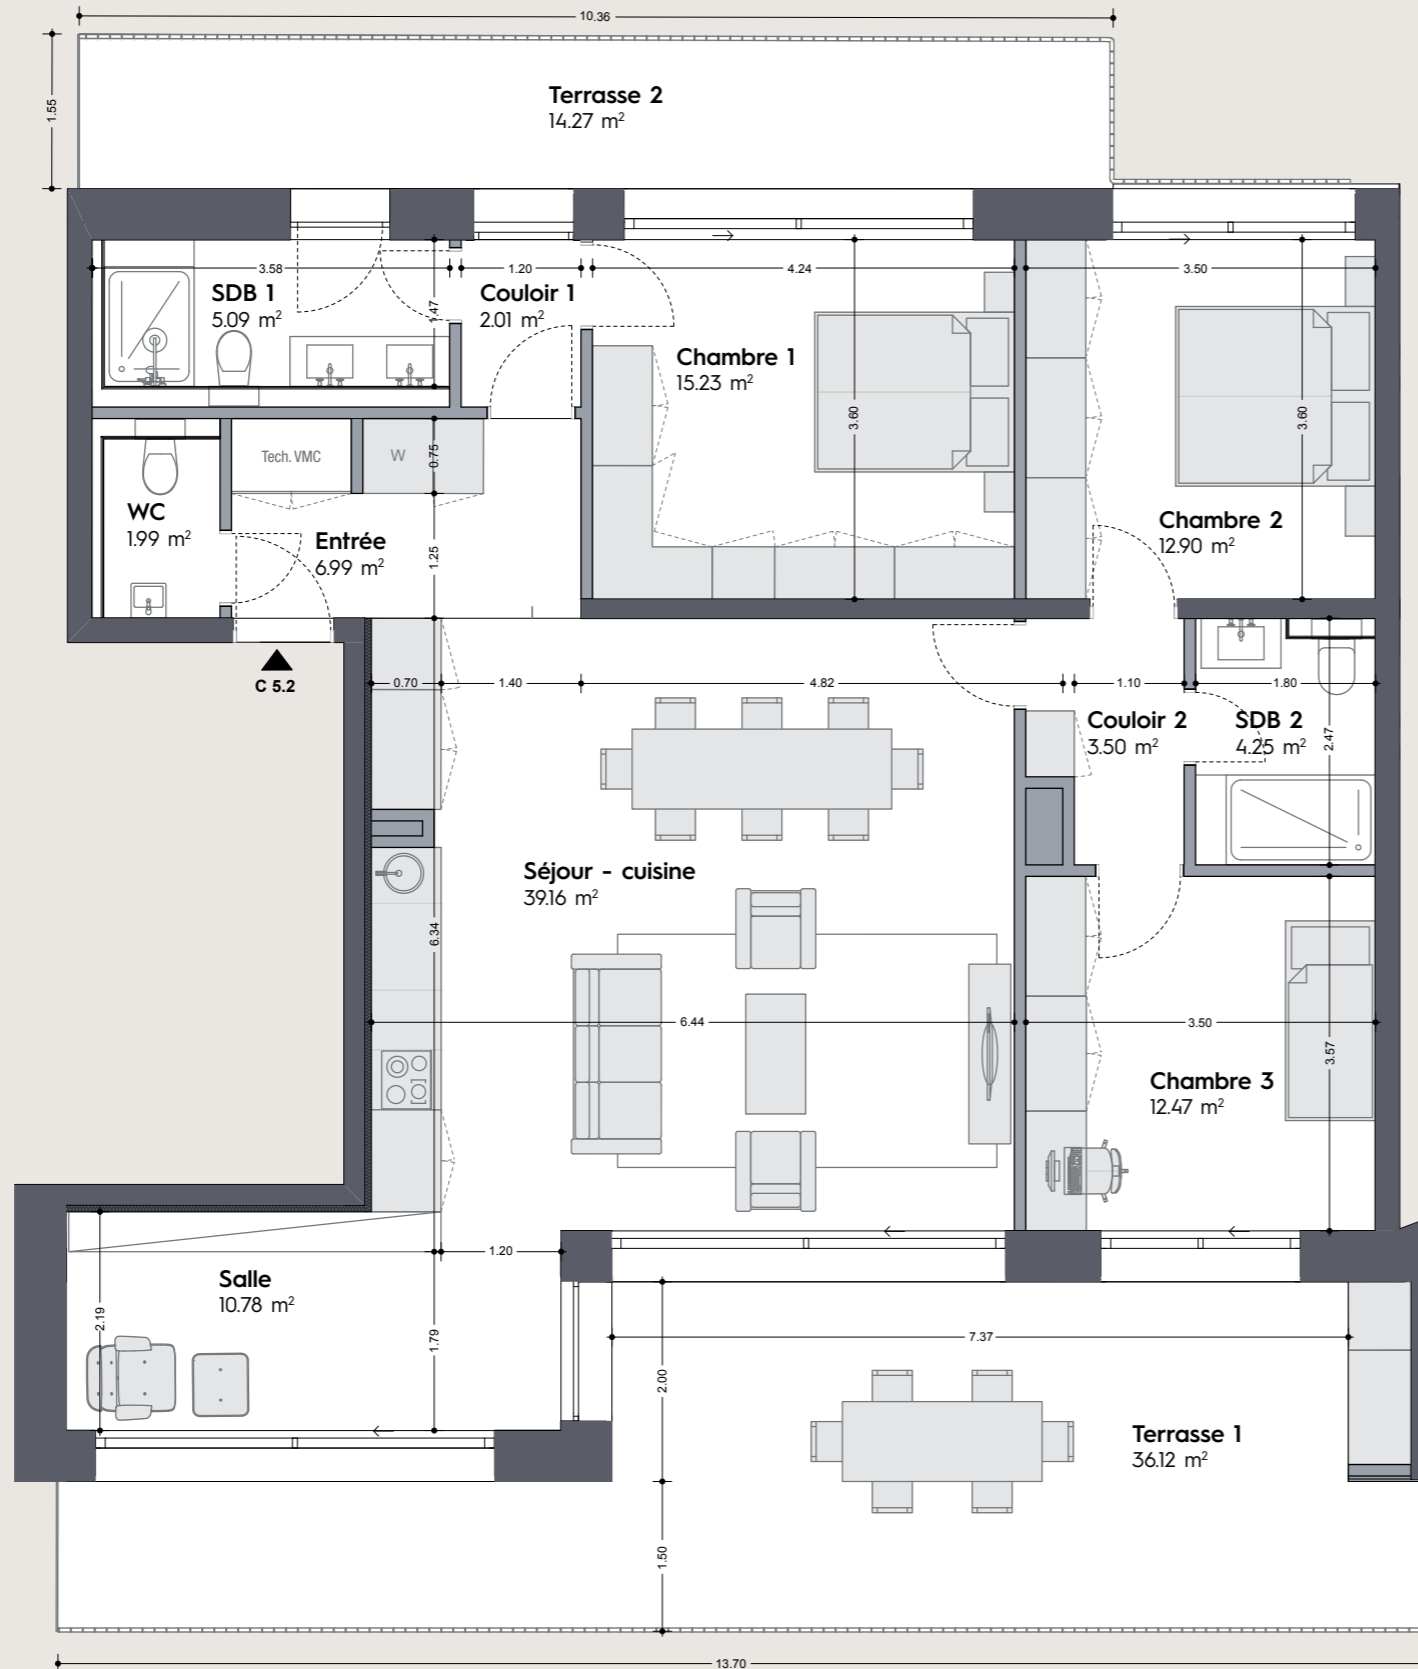 10.36
1.55
Terrasse 2
14.27 m²
3.58
1.20
4.24
3.50
SDB 1
5.09 m²
1.47
Couloir 1
2.01 m²
Chambre 1
15.23 m²
3.60
3.60
Tech. VMC
W
0.75
WC
1.99 m²
Entrée
6.99 m²
1.25
Chambre 2
12.90 m²
C 5.2
0.70
1.40
4.82
1.10
1.80
Couloir 2
3.50 m²
SDB 2
4.25 m²
2.47
Séjour - cuisine
39.16 m²
6.34
6.44
3.50
3.57
Chambre 3
12.47 m²
1.20
Salle
10.78 m²
2.19
1.79
2.00
7.37
Terrasse 1
36.12 m²
1.50
13.70